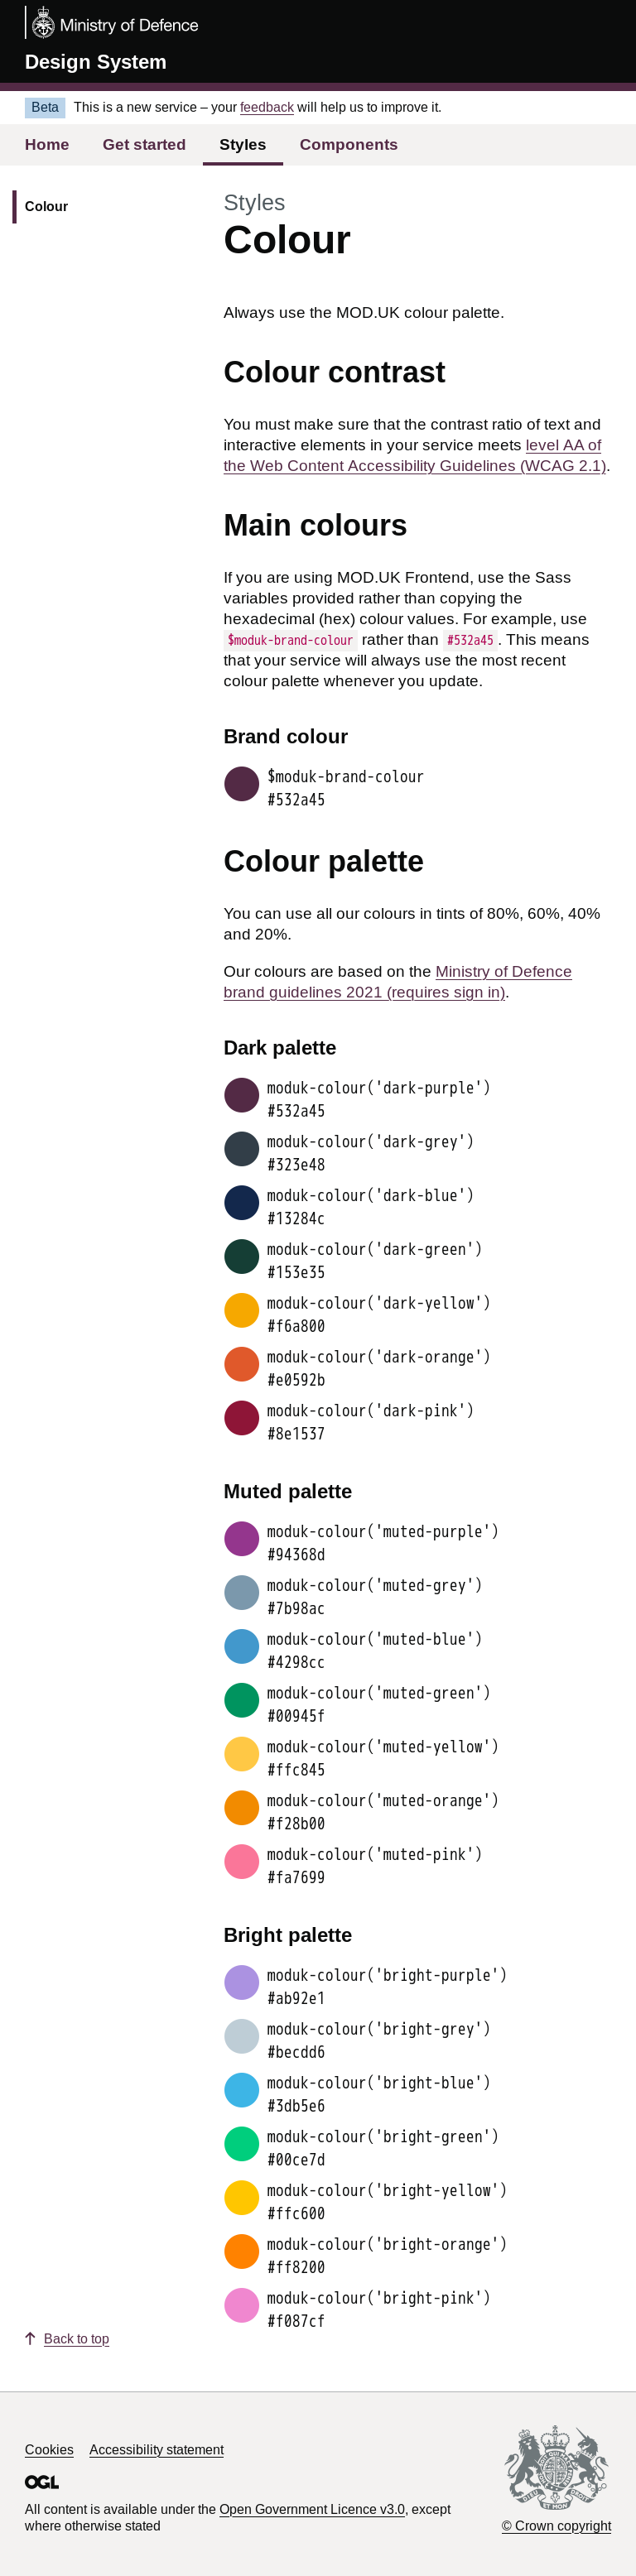 Ministry of Defence
Design System
Beta This is a new service – your feedback will help us to improve it.
Home Get started Styles Components
Colour
Styles
Colour
Always use the MOD.UK colour palette.
Colour contrast
You must make sure that the contrast ratio of text and
interactive elements in your service meets level AA of
the Web Content Accessibility Guidelines (WCAG 2.1).
Main colours
If you are using MOD.UK Frontend, use the Sass
variables provided rather than copying the
hexadecimal (hex) colour values. For example, use
$moduk-brand-colour rather than #532a45. This means
that your service will always use the most recent
colour palette whenever you update.
Brand colour
$moduk-brand-colour
#532a45
Colour palette
You can use all our colours in tints of 80%, 60%, 40%
and 20%.
Our colours are based on the Ministry of Defence
brand guidelines 2021 (requires sign in).
Dark palette
moduk-colour('dark-purple')
#532a45
moduk-colour('dark-grey')
#323e48
moduk-colour('dark-blue')
#13284c
moduk-colour('dark-green')
#153e35
moduk-colour('dark-yellow')
#f6a800
moduk-colour('dark-orange')
#e0592b
moduk-colour('dark-pink')
#8e1537
Muted palette
moduk-colour('muted-purple')
#94368d
moduk-colour('muted-grey')
#7b98ac
moduk-colour('muted-blue')
#4298cc
moduk-colour('muted-green')
#00945f
moduk-colour('muted-yellow')
#ffc845
moduk-colour('muted-orange')
#f28b00
moduk-colour('muted-pink')
#fa7699
Bright palette
moduk-colour('bright-purple')
#ab92e1
moduk-colour('bright-grey')
#becdd6
moduk-colour('bright-blue')
#3db5e6
moduk-colour('bright-green')
#00ce7d
moduk-colour('bright-yellow')
#ffc600
moduk-colour('bright-orange')
#ff8200
moduk-colour('bright-pink')
#f087cf
Back to top
Cookies Accessibility statement
OGL
All content is available under the Open Government Licence v3.0, except
where otherwise stated
© Crown copyright